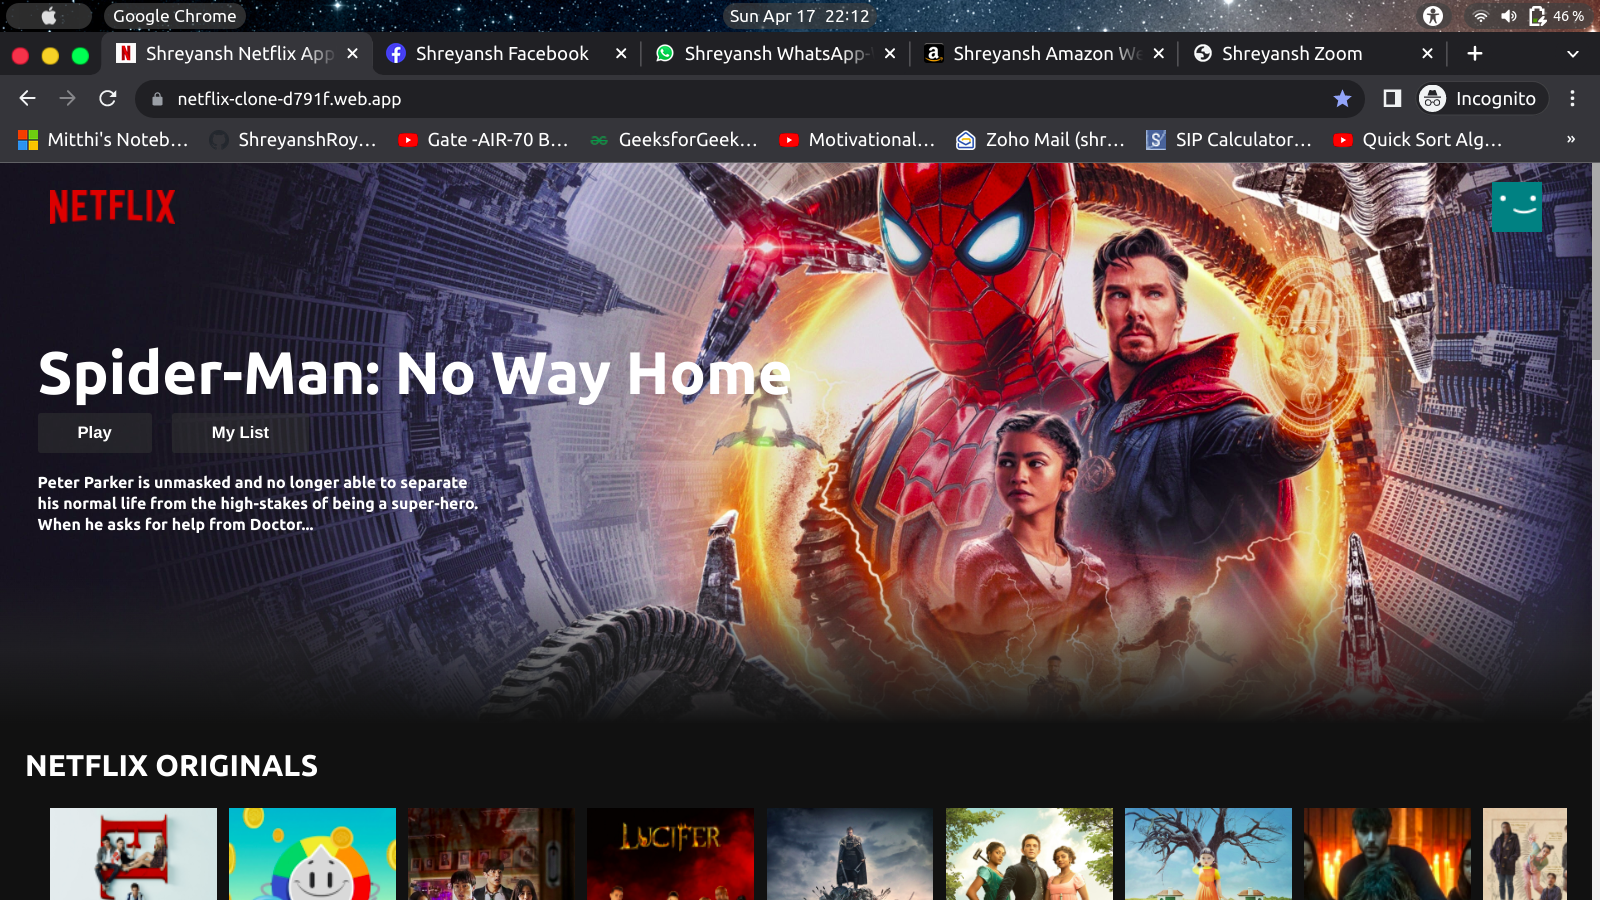 Google Chrome
Sun Apr 17 22:12
46 %
Shreyansh Netflix App
Shreyansh Facebook
Shreyansh WhatsApp-
Shreyansh Amazon We
Shreyansh Zoom
netflix-clone-d791f.web.app
Incognito
Mitthi's Noteb...
ShreyanshRoy...
Gate -AIR-70 B...
GeeksforGeek...
Motivational...
Zoho Mail (shr...
SIP Calculator...
Quick Sort Alg...
»
NETFLIX
Spider-Man: No Way Home
Play
My List
Peter Parker is unmasked and no longer able to separate
his normal life from the high-stakes of being a super-hero.
When he asks for help from Doctor...
NETFLIX ORIGINALS
LUCIFER